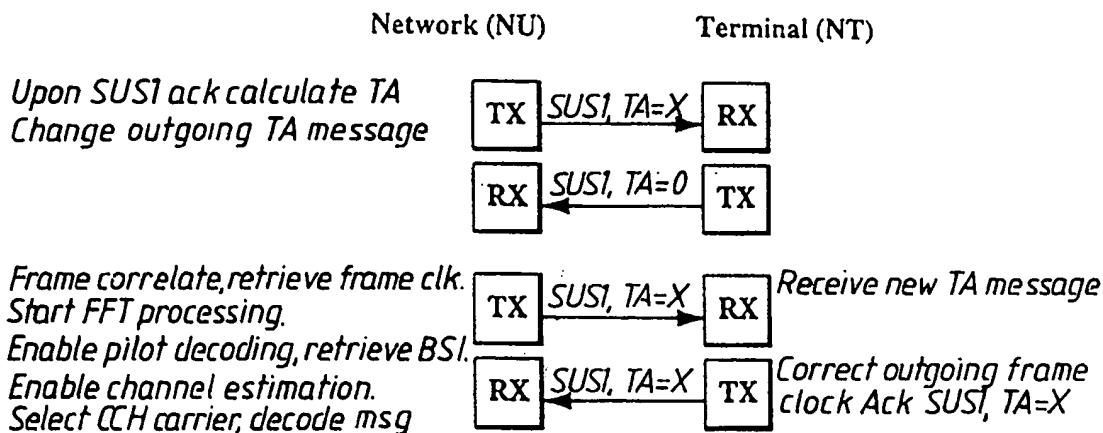 Network (NU) Terminal (NT)
Upon SUS1 ack calculate TA
Change outgoing TA message
TX SUS1, TA=X RX
RX SUS1, TA=0 TX
Frame correlate, retrieve frame clk.
Start FFT processing.
Enable pilot decoding, retrieve BSI.
Enable channel estimation.
Select CCH carrier, decode msg
TX SUS1, TA=X RX
Receive new TA message
RX SUS1, TA=X TX
Correct outgoing frame
clock Ack SUS1, TA=X